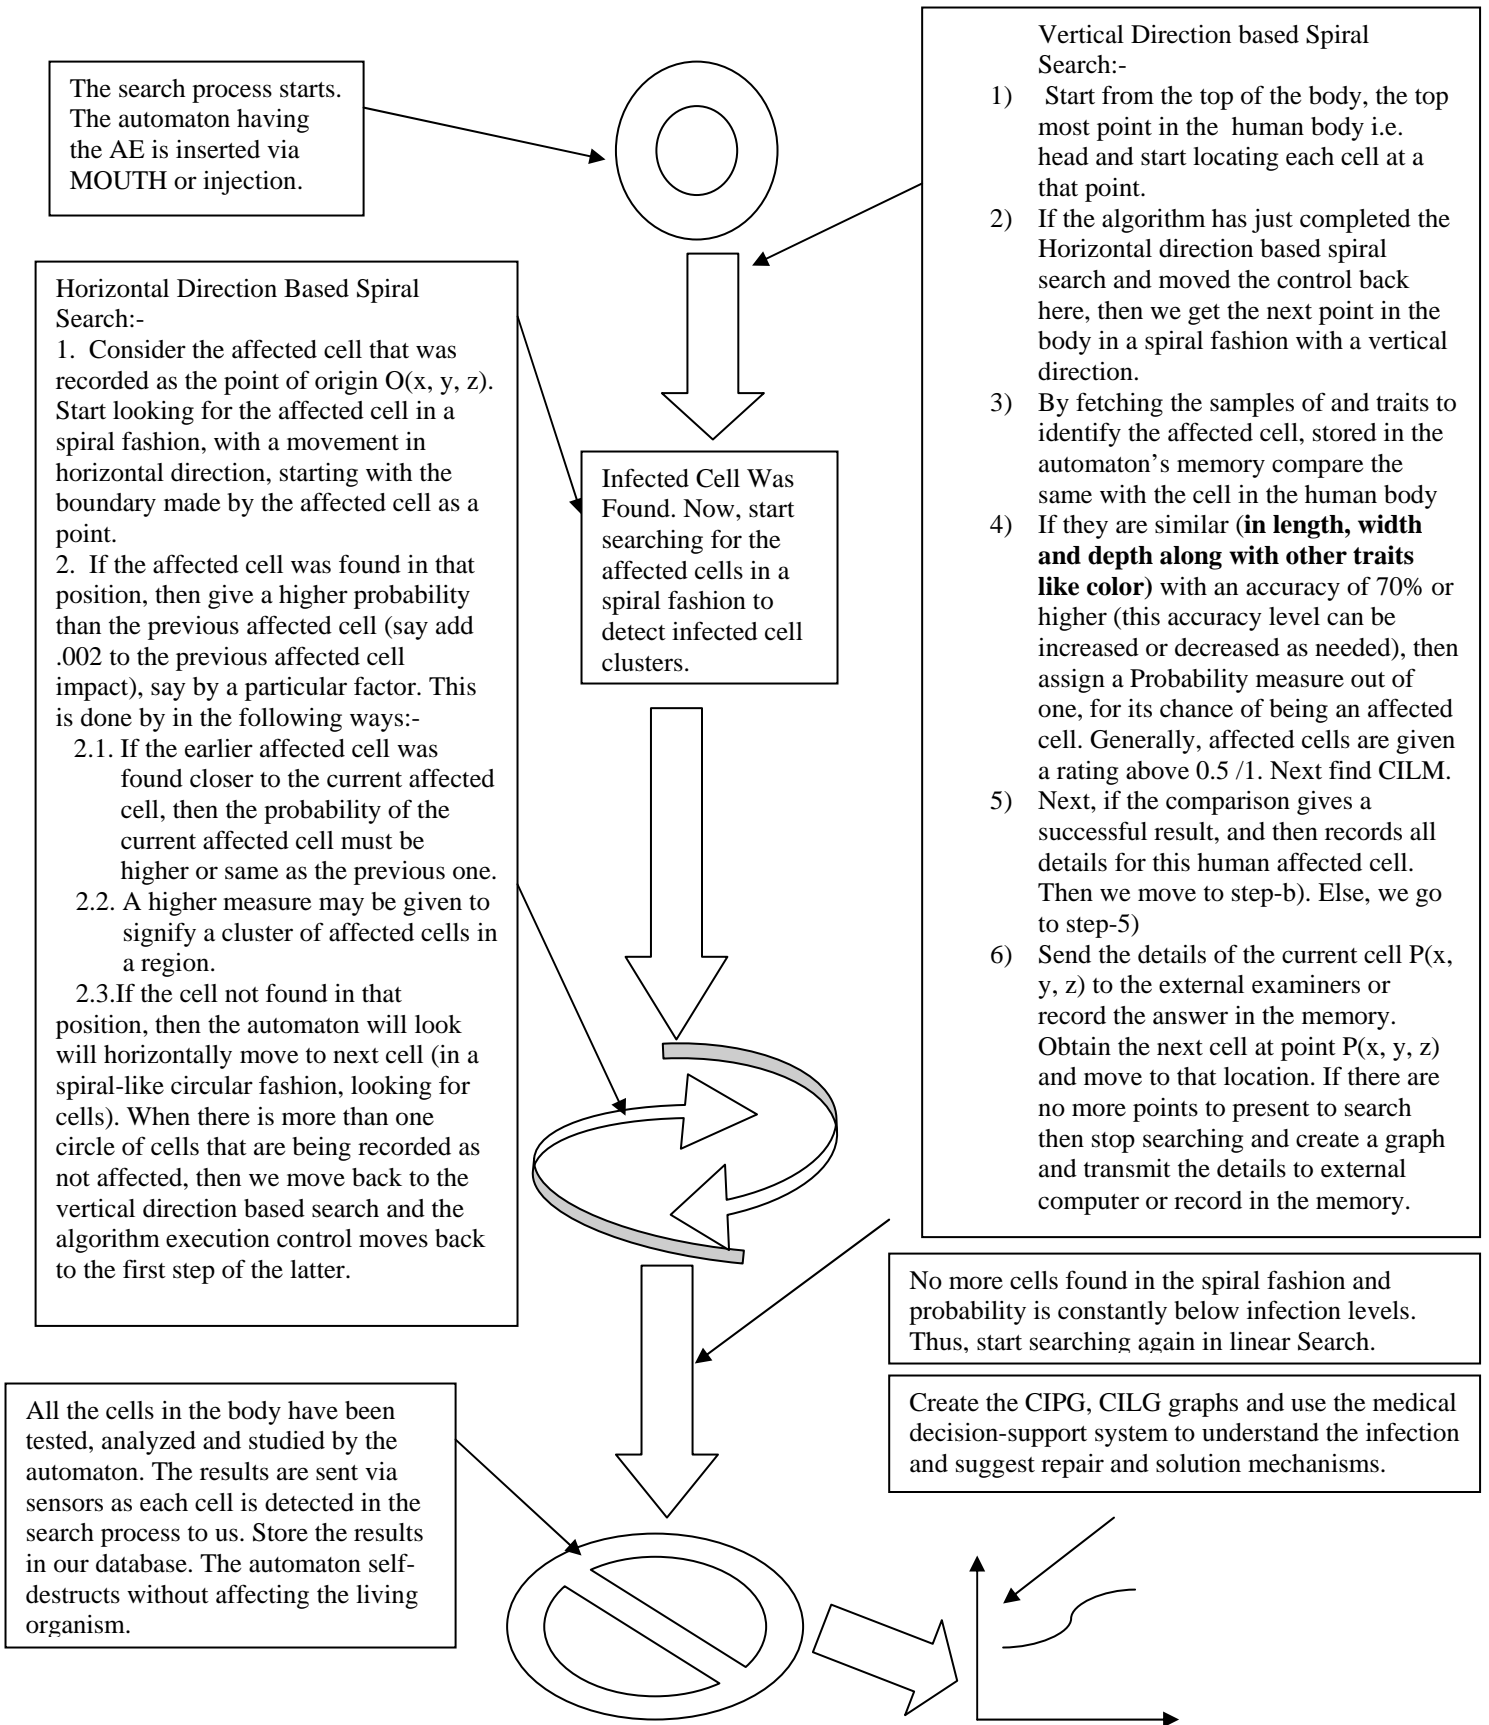 The search process starts.
The automaton having
the AE is inserted via
MOUTH or injection.
Vertical Direction based Spiral
Search:-
1) Start from the top of the body, the top
most point in the human body i.e.
head and start locating each cell at a
that point.
2) If the algorithm has just completed the
Horizontal direction based spiral
search and moved the control back
here, then we get the next point in the
body in a spiral fashion with a vertical
direction.
3) By fetching the samples of and traits to
identify the affected cell, stored in the
automaton's memory compare the
same with the cell in the human body
4) If they are similar (in length, width
and depth along with other traits
like color) with an accuracy of 70% or
higher (this accuracy level can be
increased or decreased as needed), then
assign a Probability measure out of
one, for its chance of being an affected
cell. Generally, affected cells are given
a rating above 0.5 /1. Next find CILM.
5) Next, if the comparison gives a
successful result, and then records all
details for this human affected cell.
Then we move to step-b). Else, we go
to step-5)
6) Send the details of the current cell P(x,
y, z) to the external examiners or
record the answer in the memory.
Obtain the next cell at point P(x, y, z)
and move to that location. If there are
no more points to present to search
then stop searching and create a graph
and transmit the details to external
computer or record in the memory.
Horizontal Direction Based Spiral
Search:-
1. Consider the affected cell that was
recorded as the point of origin O(x, y, z).
Start looking for the affected cell in a
spiral fashion, with a movement in
horizontal direction, starting with the
boundary made by the affected cell as a
point.
2. If the affected cell was found in that
position, then give a higher probability
than the previous affected cell (say add
.002 to the previous affected cell
impact), say by a particular factor. This
is done by in the following ways:-
2.1. If the earlier affected cell was
found closer to the current affected
cell, then the probability of the
current affected cell must be
higher or same as the previous one.
2.2. A higher measure may be given to
signify a cluster of affected cells in
a region.
2.3.If the cell not found in that
position, then the automaton will look
will horizontally move to next cell (in a
spiral-like circular fashion, looking for
cells). When there is more than one
circle of cells that are being recorded as
not affected, then we move back to the
vertical direction based search and the
algorithm execution control moves back
to the first step of the latter.
Infected Cell Was
Found. Now, start
searching for the
affected cells in a
spiral fashion to
detect infected cell
clusters.
No more cells found in the spiral fashion and
probability is constantly below infection levels.
Thus, start searching again in linear Search.
Create the CIPG, CILG graphs and use the medical
decision-support system to understand the infection
and suggest repair and solution mechanisms.
All the cells in the body have been
tested, analyzed and studied by the
automaton. The results are sent via
sensors as each cell is detected in the
search process to us. Store the results
in our database. The automaton self-
destructs without affecting the living
organism.